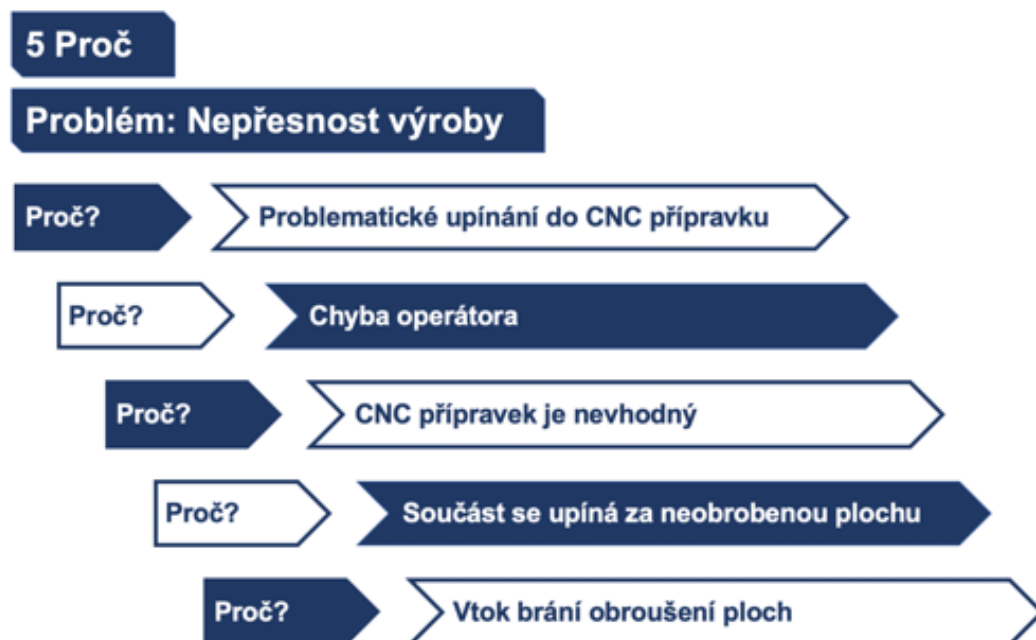 5 Proč
Problém: Nepřesnost výroby
Proč? Problematické upínání do CNC přípravku
Proč? Chyba operátora
Proč? CNC přípravek je nevhodný
Proč? Součást se upíná za neobrobenou plochu
Proč? Vtok brání obroušení ploch